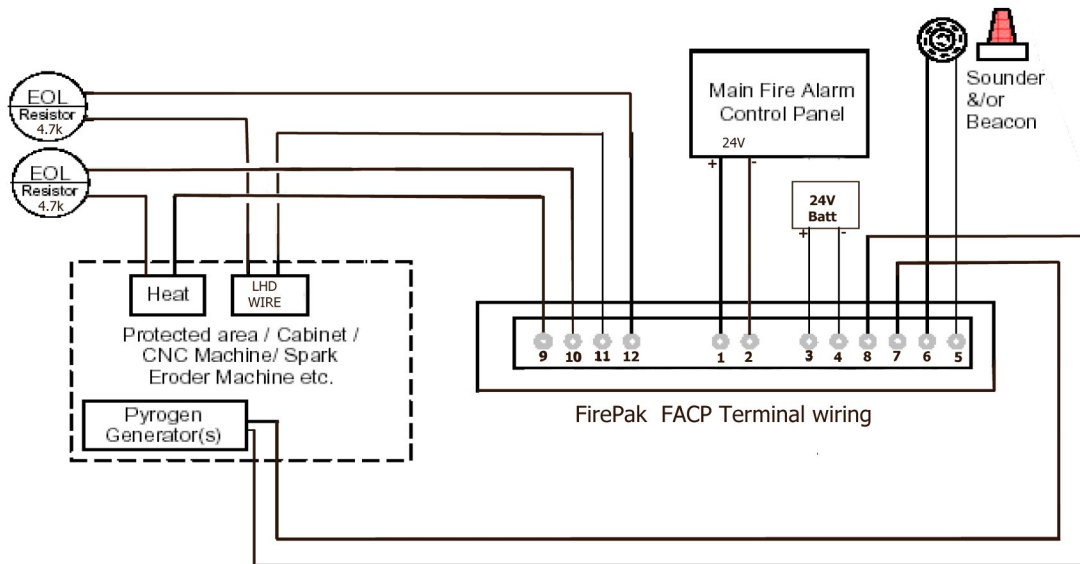 EOL
Resistor
4.7k
EOL
Resistor
4.7k
Main Fire Alarm
Control Panel
24V
+ -
Sounder
&/or
Beacon
24V
Batt
+ -
Heat
LHD
WIRE
Protected area / Cabinet /
CNC Machine/ Spark
Eroder Machine etc.
Pyrogen
Generator(s)
9 10 11 12 1 2 3 4 8 7 6 5
FirePak FACP Terminal wiring